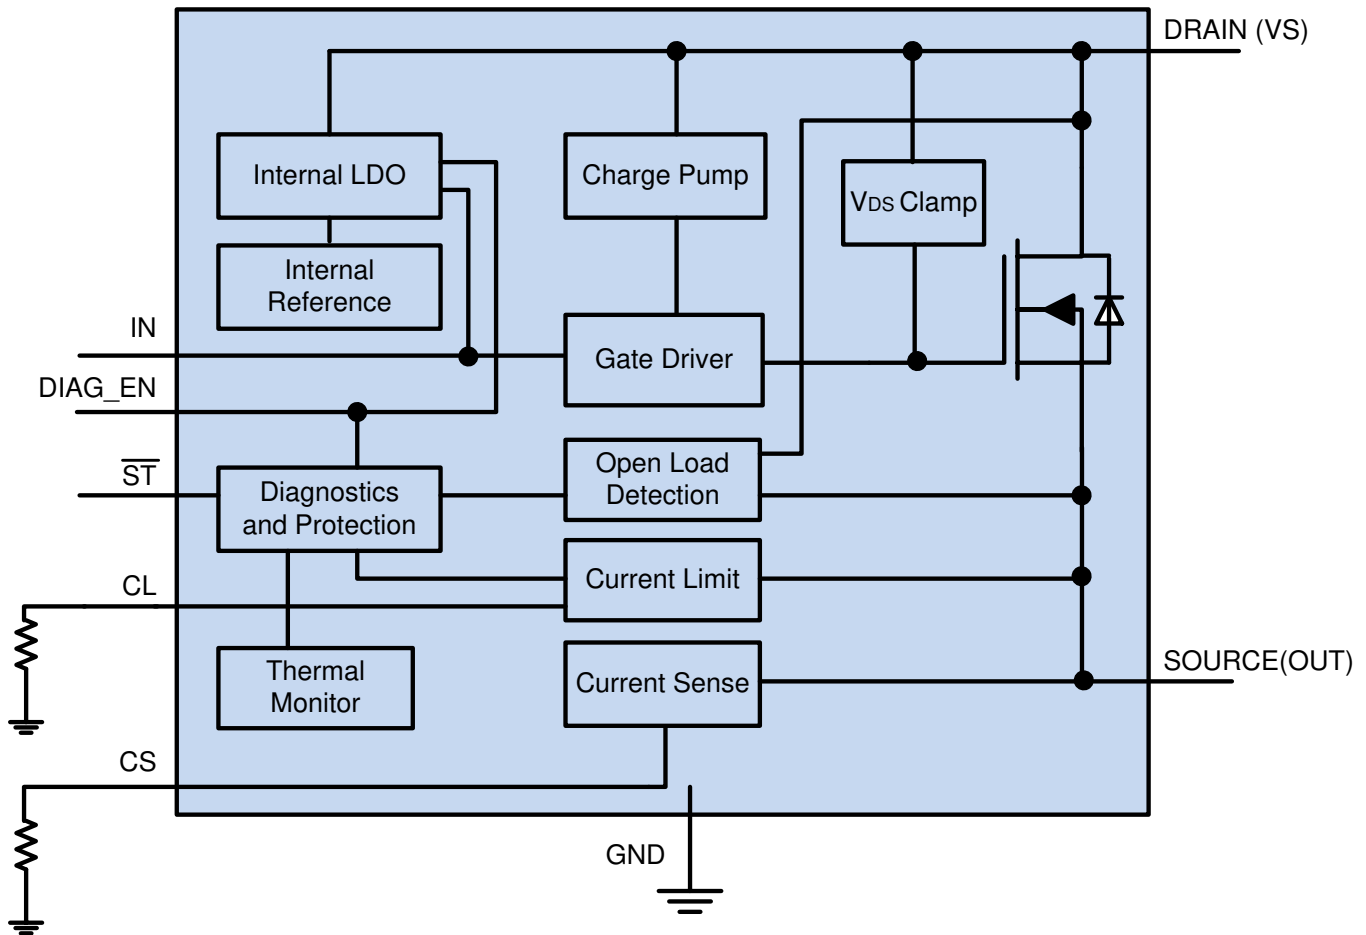 DRAIN (VS)
Internal LDO
Charge Pump
VDS Clamp
Internal
Reference
IN
Gate Driver
DIAG_EN
ST
Diagnostics
and Protection
Open Load
Detection
CL
Current Limit
Thermal
Monitor
Current Sense
SOURCE(OUT)
CS
GND